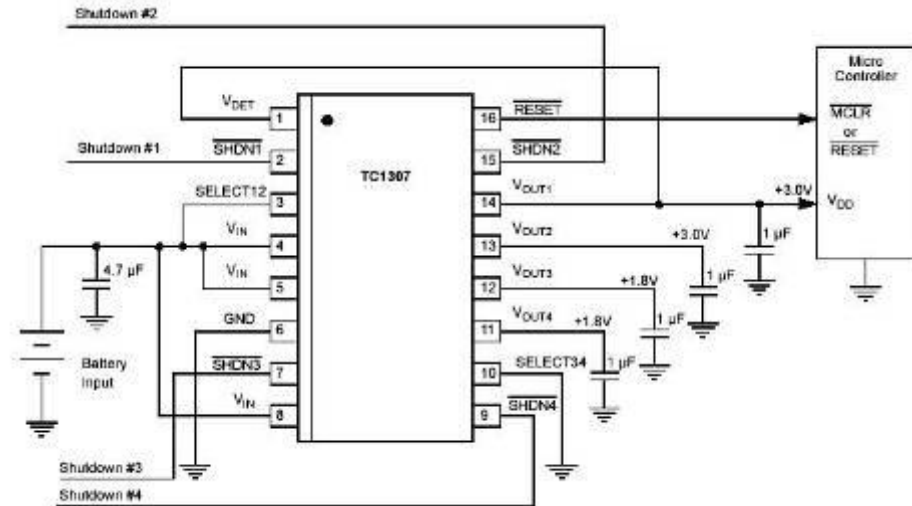 Shutdown #2
Micro
Controller
VDET
1
16
RESET
MCLR
or
RESET
Shutdown #1
SHDN1
2
15
SHDN2
TC1307
SELECT12
3
14
VOUT1
+3.0V
VDD
VIN
4
13
VOUT2
+3.0V
1 µF
4.7 µF
VIN
5
12
VOUT3
+1.8V
1 µF
GND
6
11
VOUT4
+1.8V
1 µF
Battery
Input
SHDN3
7
10
SELECT34
1 µF
VIN
8
9
SHDN4
Shutdown #3
Shutdown #4